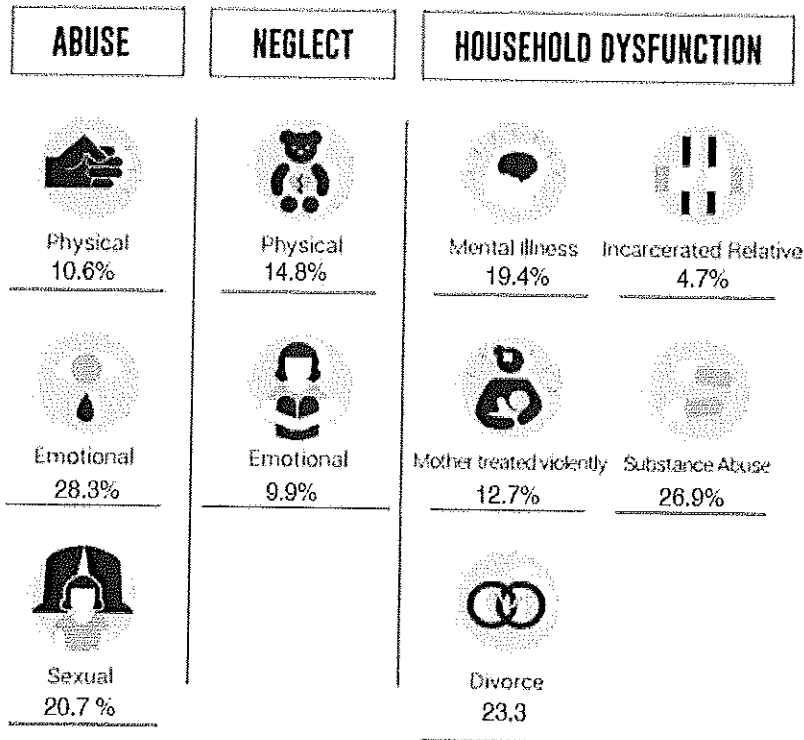 ABUSE
NEGLECT
HOUSEHOLD DYSFUNCTION
Physical
10.6%
Physical
14.8%
Mental Illness
19.4%
Incarcerated Relative
4.7%
Emotional
28.3%
Emotional
9.9%
Mother treated violently
12.7%
Substance Abuse
26.9%
Sexual
20.7 %
Divorce
23.3